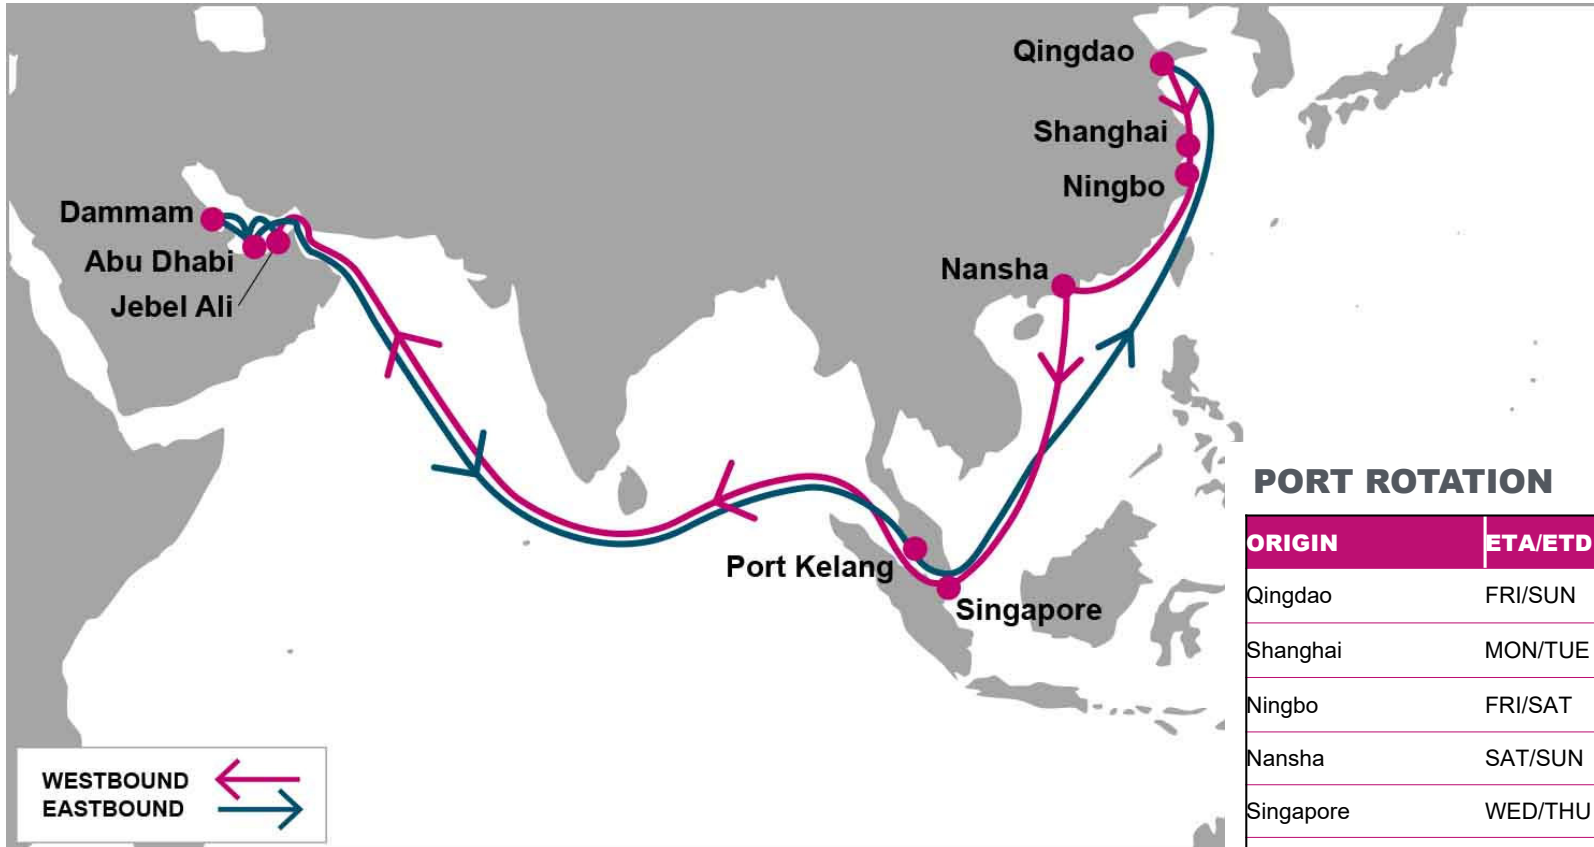 Qingdao
Shanghai
Ningbo
Dammam
Abu Dhabi
Jebel Ali
Nansha
Port Kelang
Singapore
WESTBOUND
EASTBOUND
PORT ROTATION
ORIGIN ETA/ETD
Qingdao FRI/SUN
Shanghai MON/TUE
Ningbo FRI/SAT
Nansha SAT/SUN
Singapore WED/THU